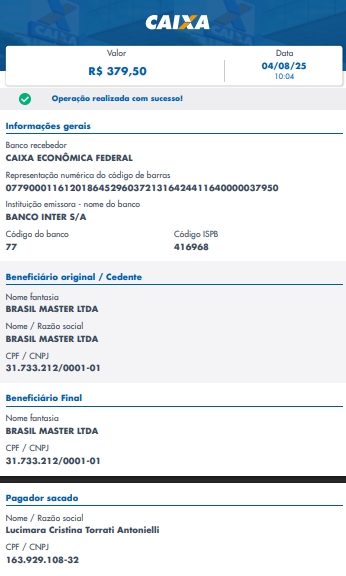 CAIXA
Valor
R$ 379,50
Data
04/08/25
10:04
Operação realizada com sucesso!
Informações gerais
Banco recebedor
CAIXA ECONÔMICA FEDERAL
Representação numérica do código de barras
07790001161201864529603721316424411640000037950
Instituição emissora - nome do banco
BANCO INTER S/A
Código do banco
77
Código ISPB
416968
Beneficiário original / Cedente
Nome fantasia
BRASIL MASTER LTDA
Nome / Razão social
BRASIL MASTER LTDA
CPF / CNPJ
31.733.212/0001-01
Beneficiário Final
Nome fantasia
BRASIL MASTER LTDA
CPF / CNPJ
31.733.212/0001-01
Pagador sacado
Nome / Razão social
Lucimara Cristina Torrati Antonielli
CPF / CNPJ
163.929.108-32